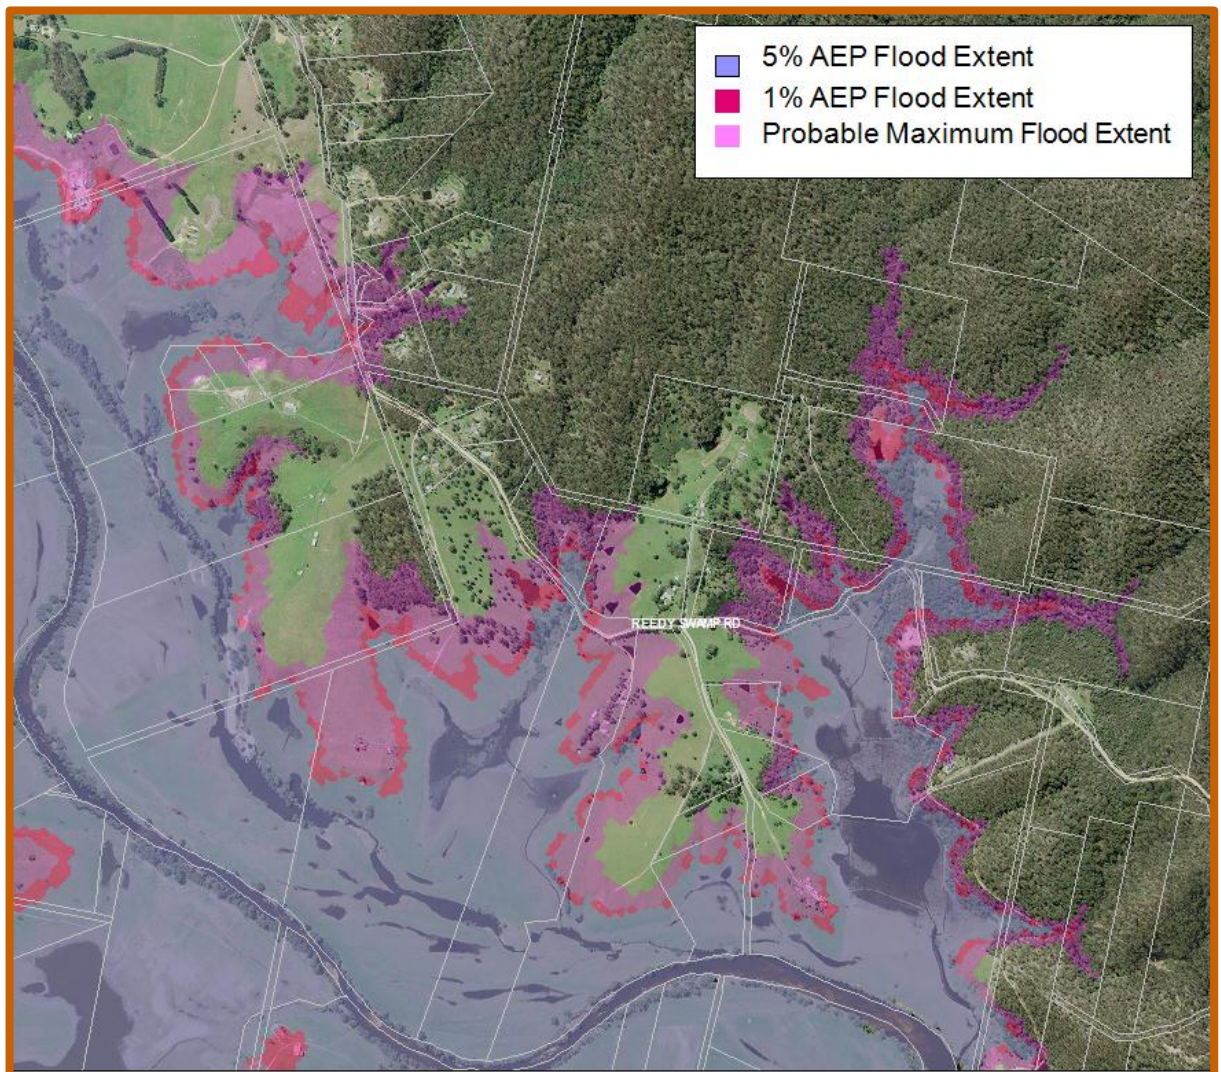 5% AEP Flood Extent
1% AEP Flood Extent
Probable Maximum Flood Extent
REEDY SWAMP RD